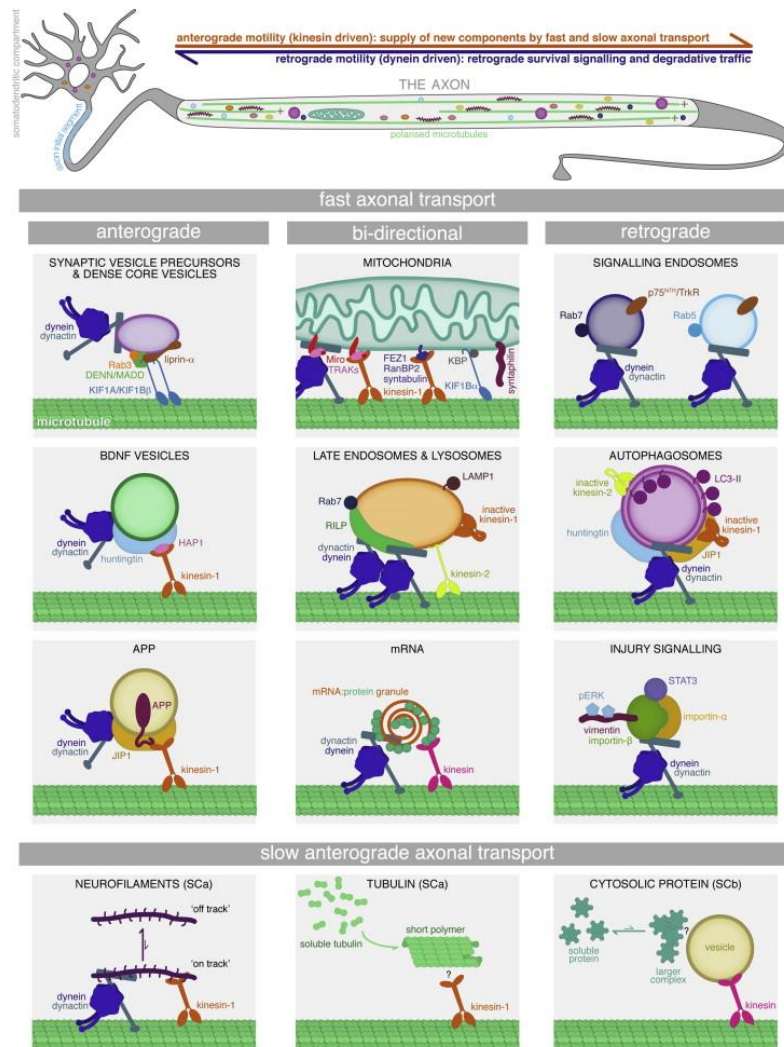 somatodendritic compartment
anterograde motility (kinesin driven): supply of new components by fast and slow axonal transport
retrograde motility (dynein driven): retrograde survival signalling and degradative traffic
axon initial segment
THE AXON
+
+
+
polarised microtubules
fast axonal transport
anterograde
bi-directional
retrograde
SYNAPTIC VESICLE PRECURSORS
& DENSE CORE VESICLES
dynein
dynactin
Rab3
liprin-α
DENN/MADD
KIF1A/KIF1Bβ
microtubule
MITOCHONDRIA
Miro
TRAKs
FEZ1
RanBP2
syntabulin
kinesin-1
KBP
KIF1Bα
syntaphilin
SIGNALLING ENDOSOMES
p75NTR/TrkR
Rab7
Rab5
dynein
dynactin
BDNF VESICLES
dynein
dynactin
HAP1
huntingtin
kinesin-1
LATE ENDOSOMES & LYSOSOMES
LAMP1
Rab7
RILP
inactive
kinesin-1
dynactin
dynein
kinesin-2
AUTOPHAGOSOMES
inactive
kinesin-2
LC3-II
huntingtin
inactive
kinesin-1
JIP1
dynein
dynactin
APP
APP
dynein
dynactin
JIP1
kinesin-1
mRNA
mRNA:protein granule
dynactin
dynein
kinesin
INJURY SIGNALLING
STAT3
pERK
importin-α
vimentin
importin-β
dynein
dynactin
slow anterograde axonal transport
NEUROFILAMENTS (SCa)
'off track'
'on track'
dynein
dynactin
kinesin-1
TUBULIN (SCa)
soluble tubulin
short polymer
?
kinesin-1
CYTOSOLIC PROTEIN (SCb)
soluble
protein
?
vesicle
larger
complex
kinesin